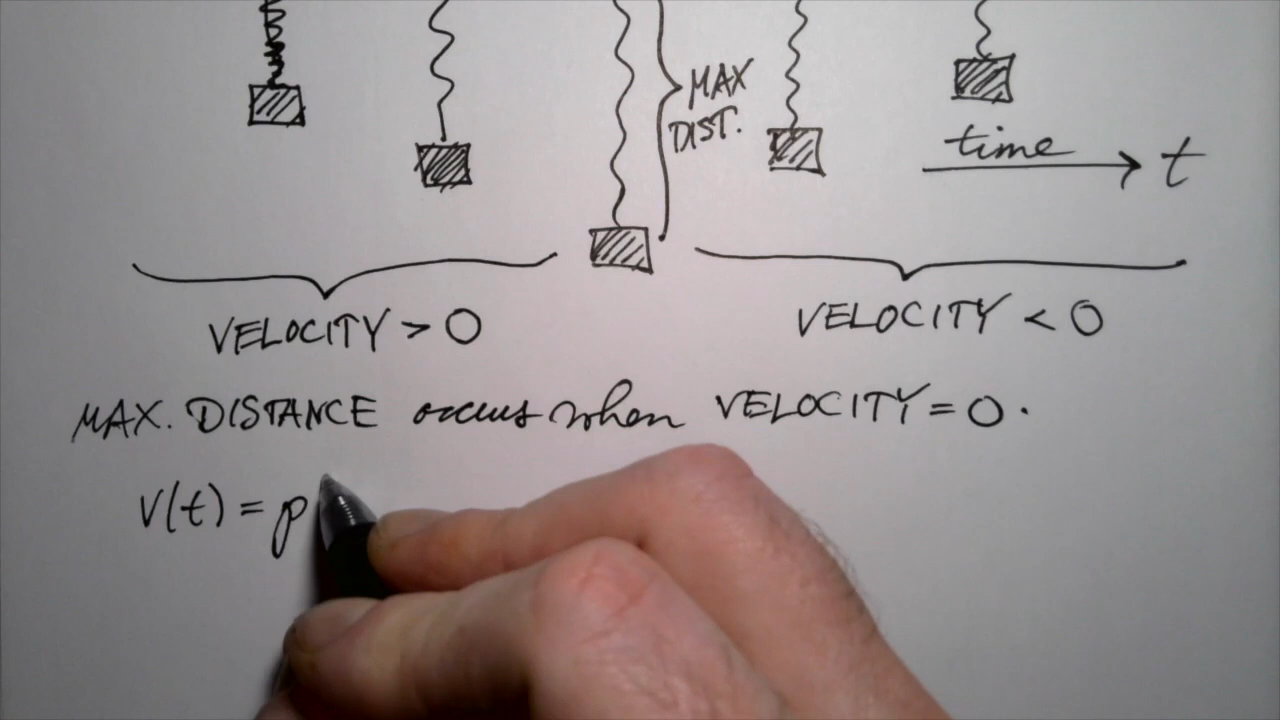 MAX
DIST.
time t
VELOCITY > 0
VELOCITY < 0
MAX. DISTANCE occurs when VELOCITY = 0.
v(t) = p